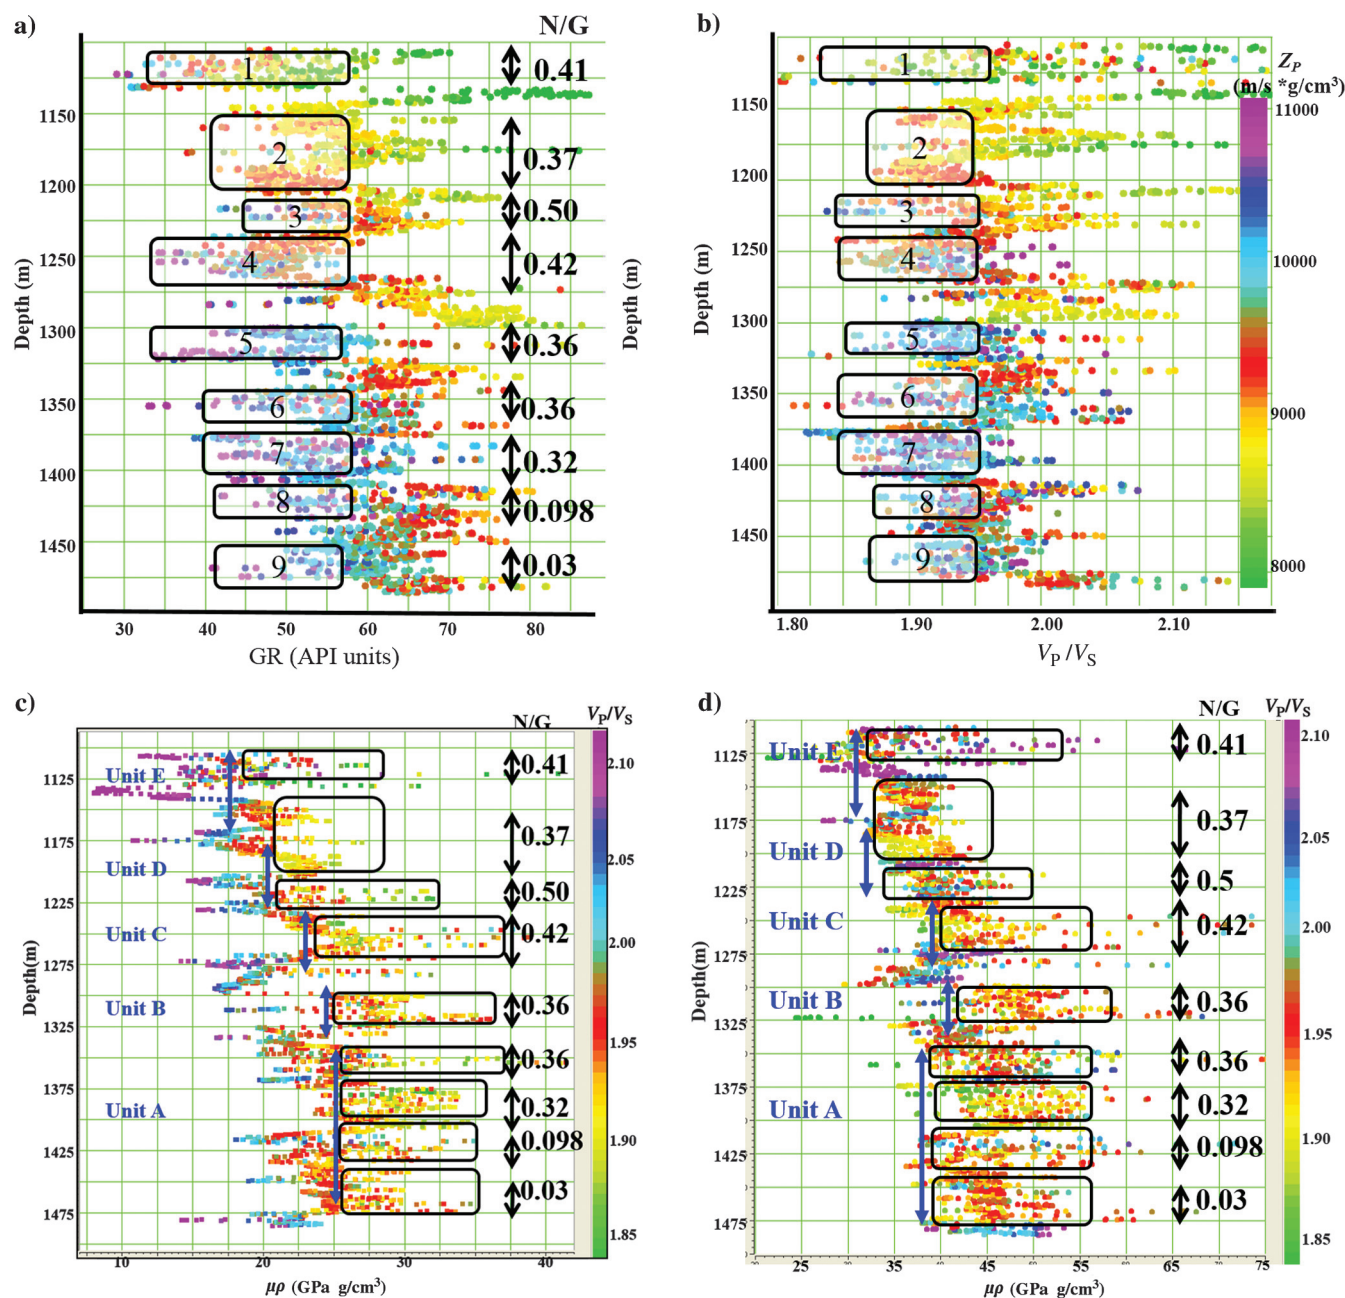 a)
N/G
1
0.41
1150
2
0.37
1200
3
0.50
4
0.42
1250
1300
5
0.36
1350
6
0.36
7
0.32
1400
8
0.098
1450
9
0.03
Depth (m)
30 40 50 60 70 80
GR (API units)
b)
Z_P
(m/s *g/cm³)
1
1150
2
1200
3
1250
4
1300
5
1350
6
1400
7
8
1450
9
Depth (m)
Depth (m)
1.80 1.90 2.00 2.10
V_P/V_S
11000
10000
9000
8000
c)
N/G
V_P/V_S
Unit E
0.41
1125
0.37
1175
Unit D
0.50
1225
Unit C
0.42
1275
Unit B
0.36
1325
0.36
1375
Unit A
0.32
0.098
1425
0.03
1475
Depth(m)
10 20 30 40
μρ (GPa g/cm³)
2.10
2.05
2.00
1.95
1.90
1.85
d)
N/G
V_P/V_S
Unit E
0.41
1125
0.37
1175
Unit D
0.5
1225
Unit C
0.42
1275
Unit B
0.36
1325
0.36
1375
Unit A
0.32
0.098
1425
0.03
1475
Depth(m)
20 25 35 45 55 65 75
μρ (GPa g/cm³)
2.10
2.05
2.00
1.95
1.90
1.85